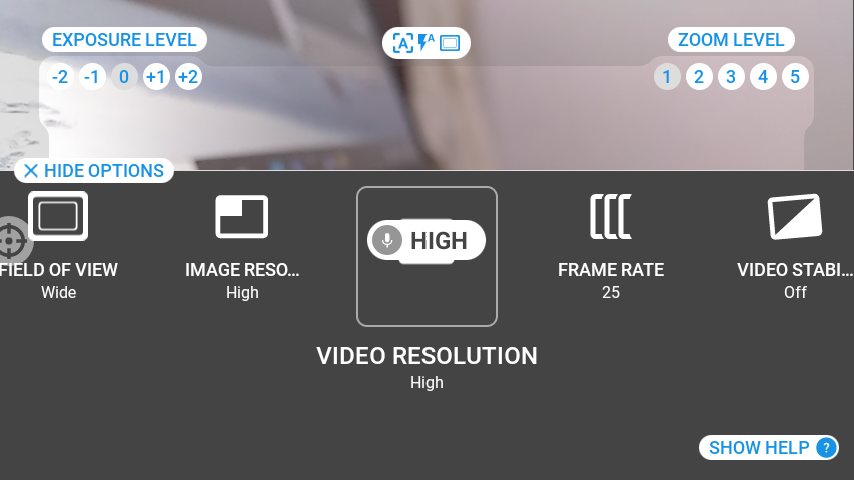 EXPOSURE LEVEL
A
A
ZOOM LEVEL
-2 -1 0 +1 +2
1 2 3 4 5
HIDE OPTIONS
HIGH
FIELD OF VIEW
IMAGE RESO...
FRAME RATE
VIDEO STABI...
Wide
High
25
Off
VIDEO RESOLUTION
High
SHOW HELP ?